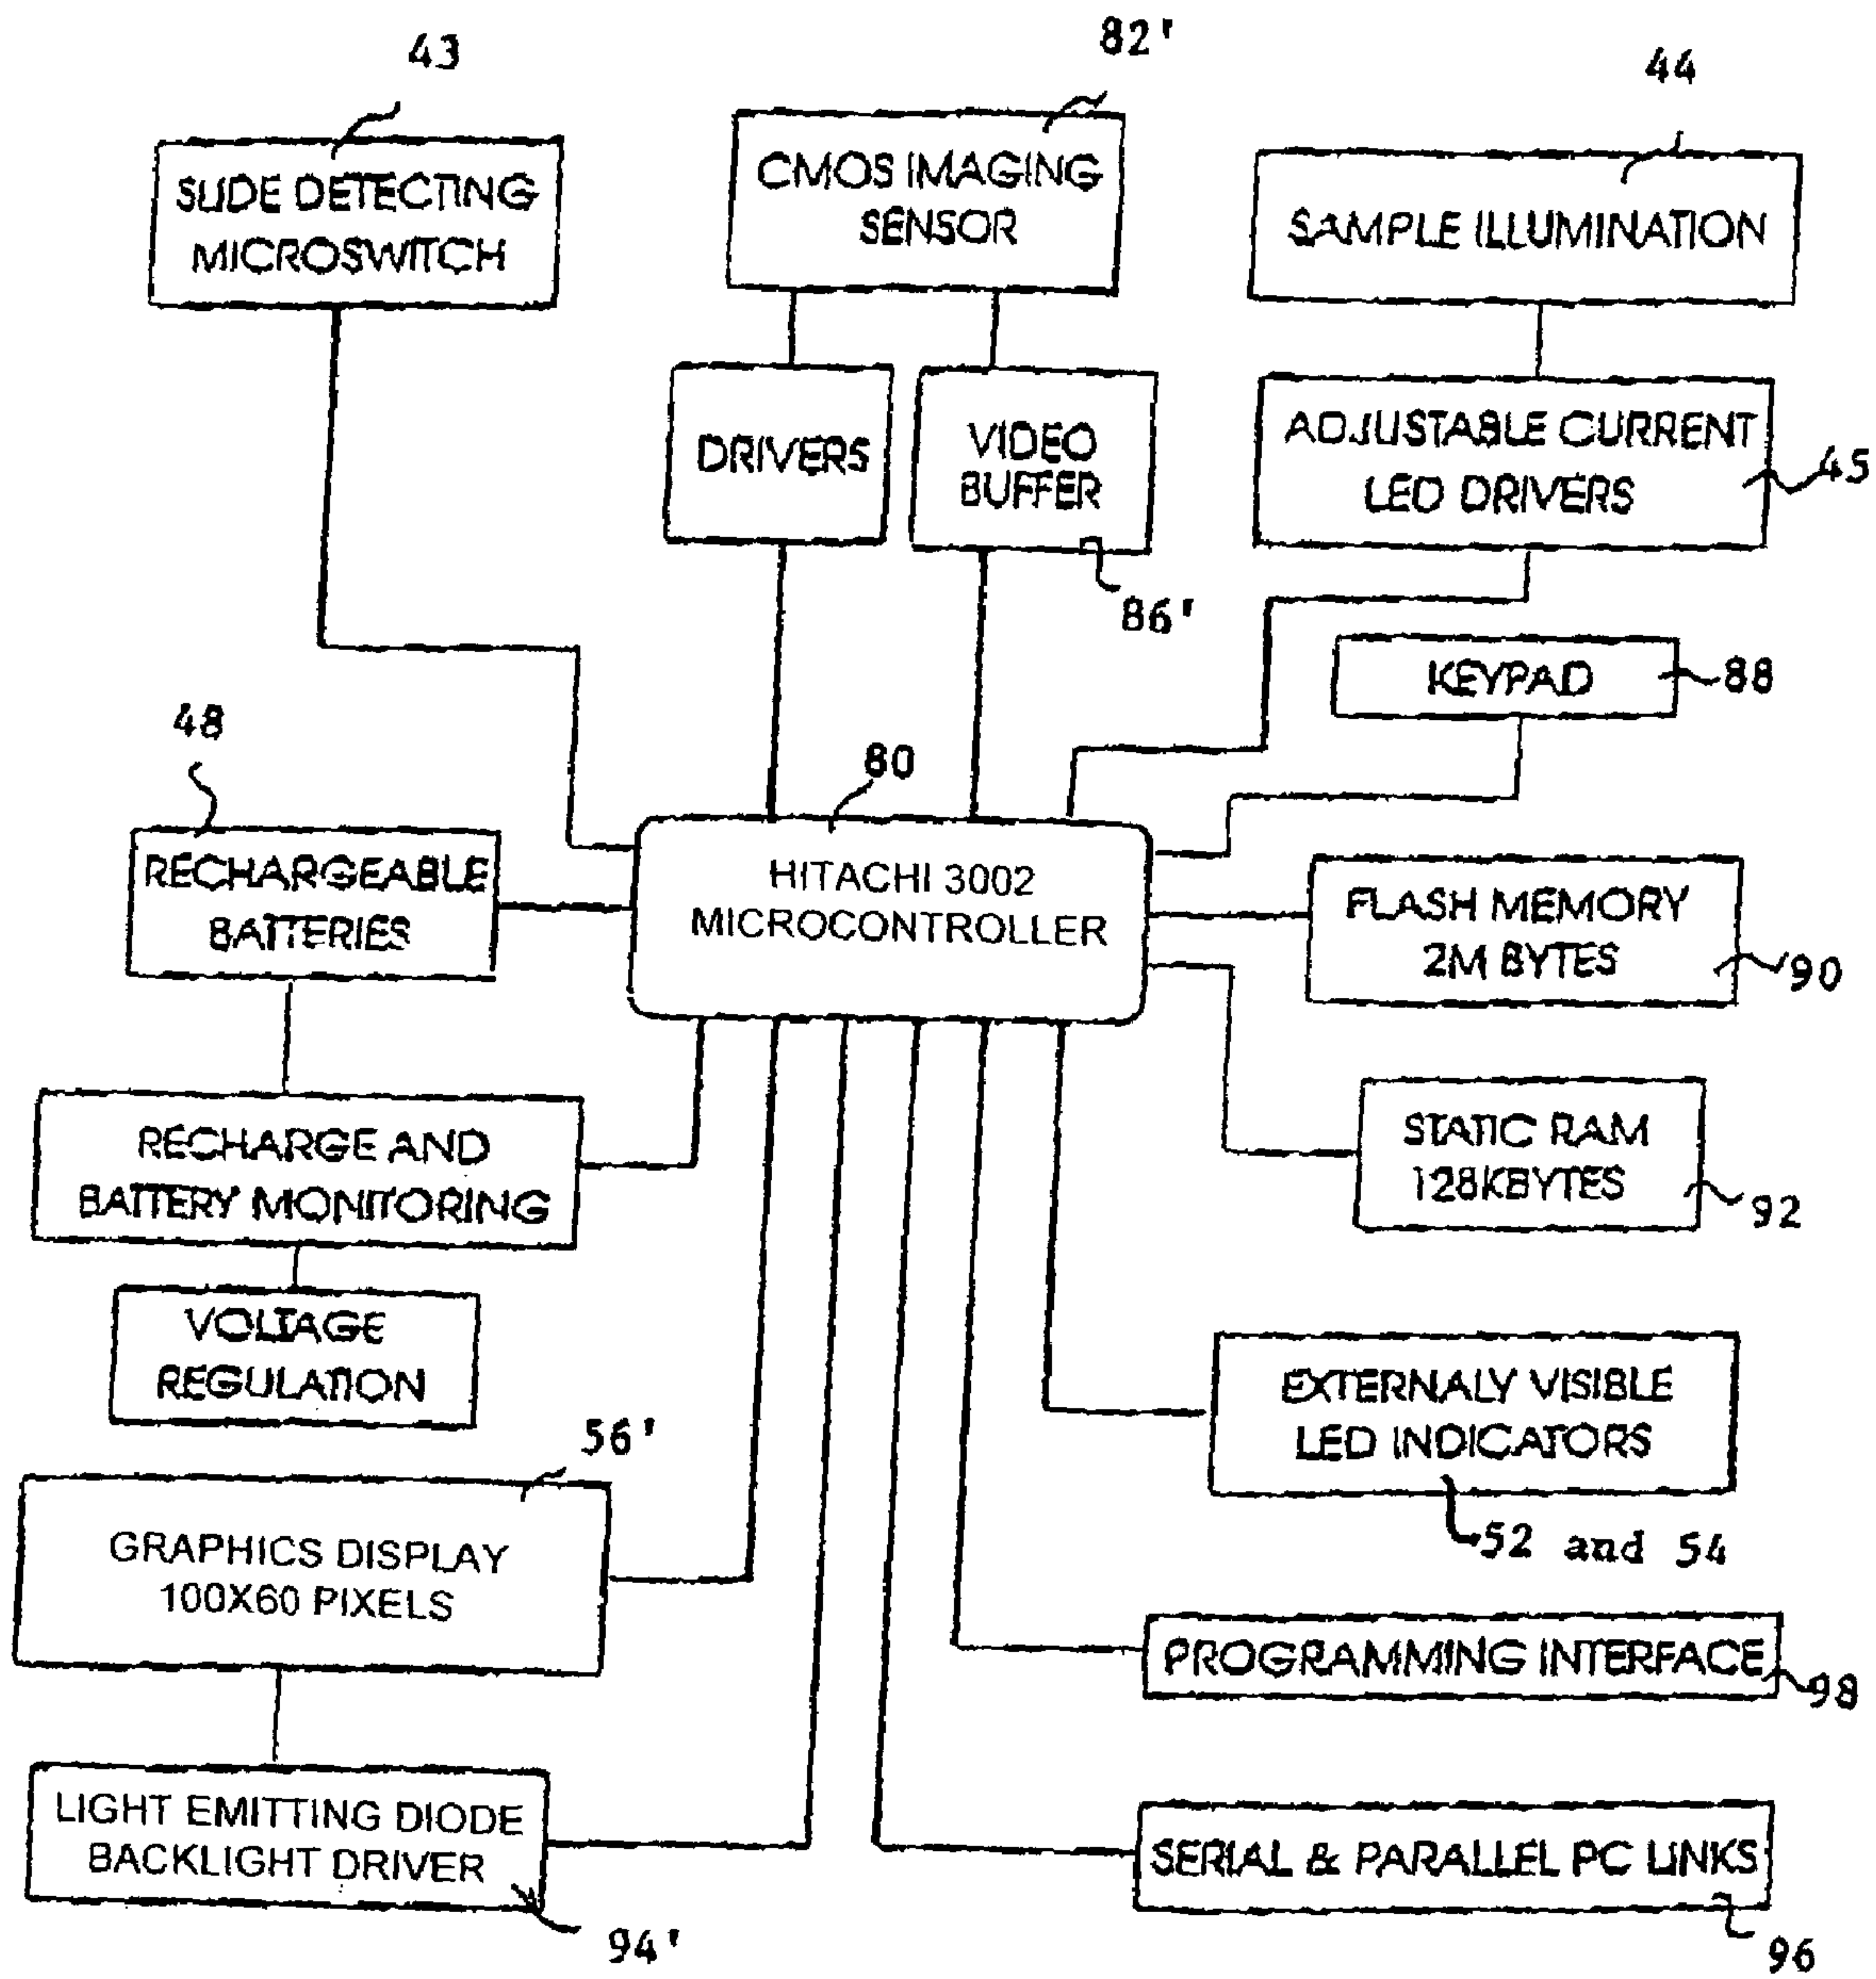 43
82'
44
SLIDE DETECTING
MICROSWITCH
CMOS IMAGING
SENSOR
SAMPLE ILLUMINATION
DRIVERS
VIDEO
BUFFER
86'
ADJUSTABLE CURRENT
LED DRIVERS
45
KEYPAD
88
48
80
RECHARGEABLE
BATTERIES
HITACHI 3002
MICROCONTROLLER
FLASH MEMORY
2M BYTES
90
RECHARGE AND
BATTERY MONITORING
STATIC RAM
128KBYTES
92
VOLTAGE
REGULATION
EXTERNALY VISIBLE
LED INDICATORS
52 and 54
56'
GRAPHICS DISPLAY
100X60 PIXELS
PROGRAMMING INTERFACE
98
LIGHT EMITTING DIODE
BACKLIGHT DRIVER
94'
SERIAL & PARALLEL PC LINKS
96